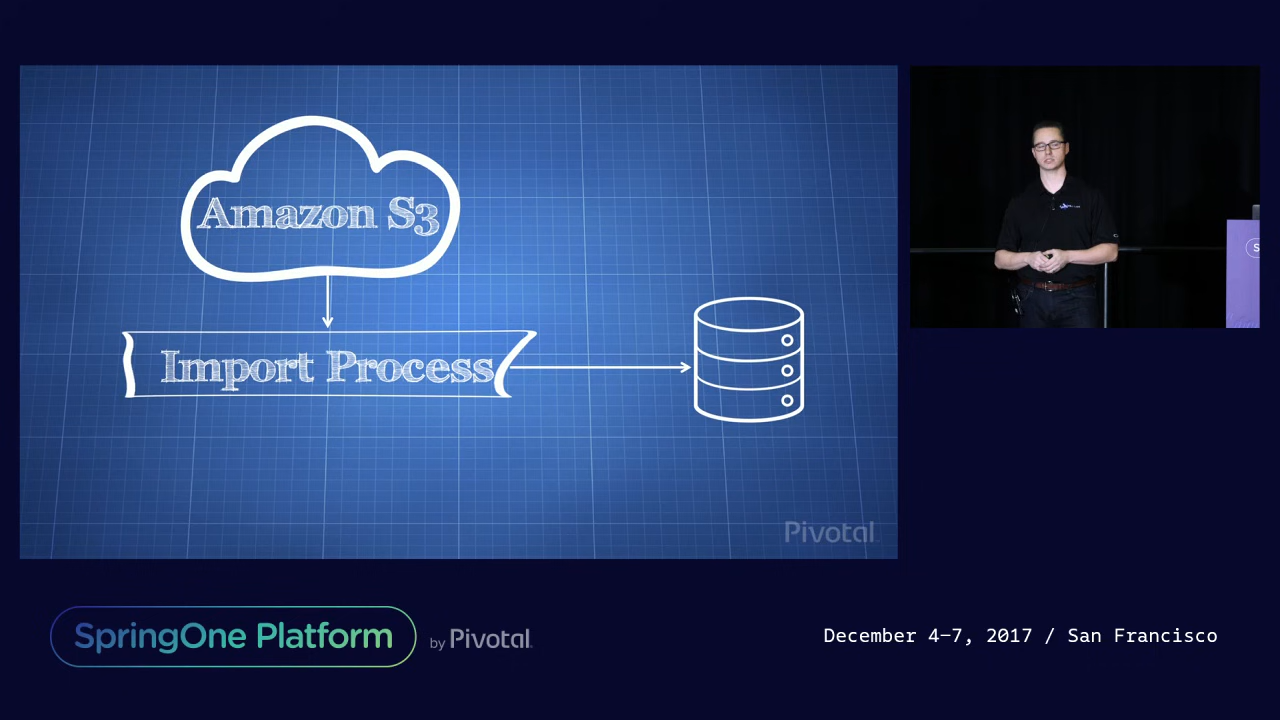 Amazon S3
Import Process
Pivotal
S
SpringOne Platform
by Pivotal.
December 4–7, 2017 / San Francisco